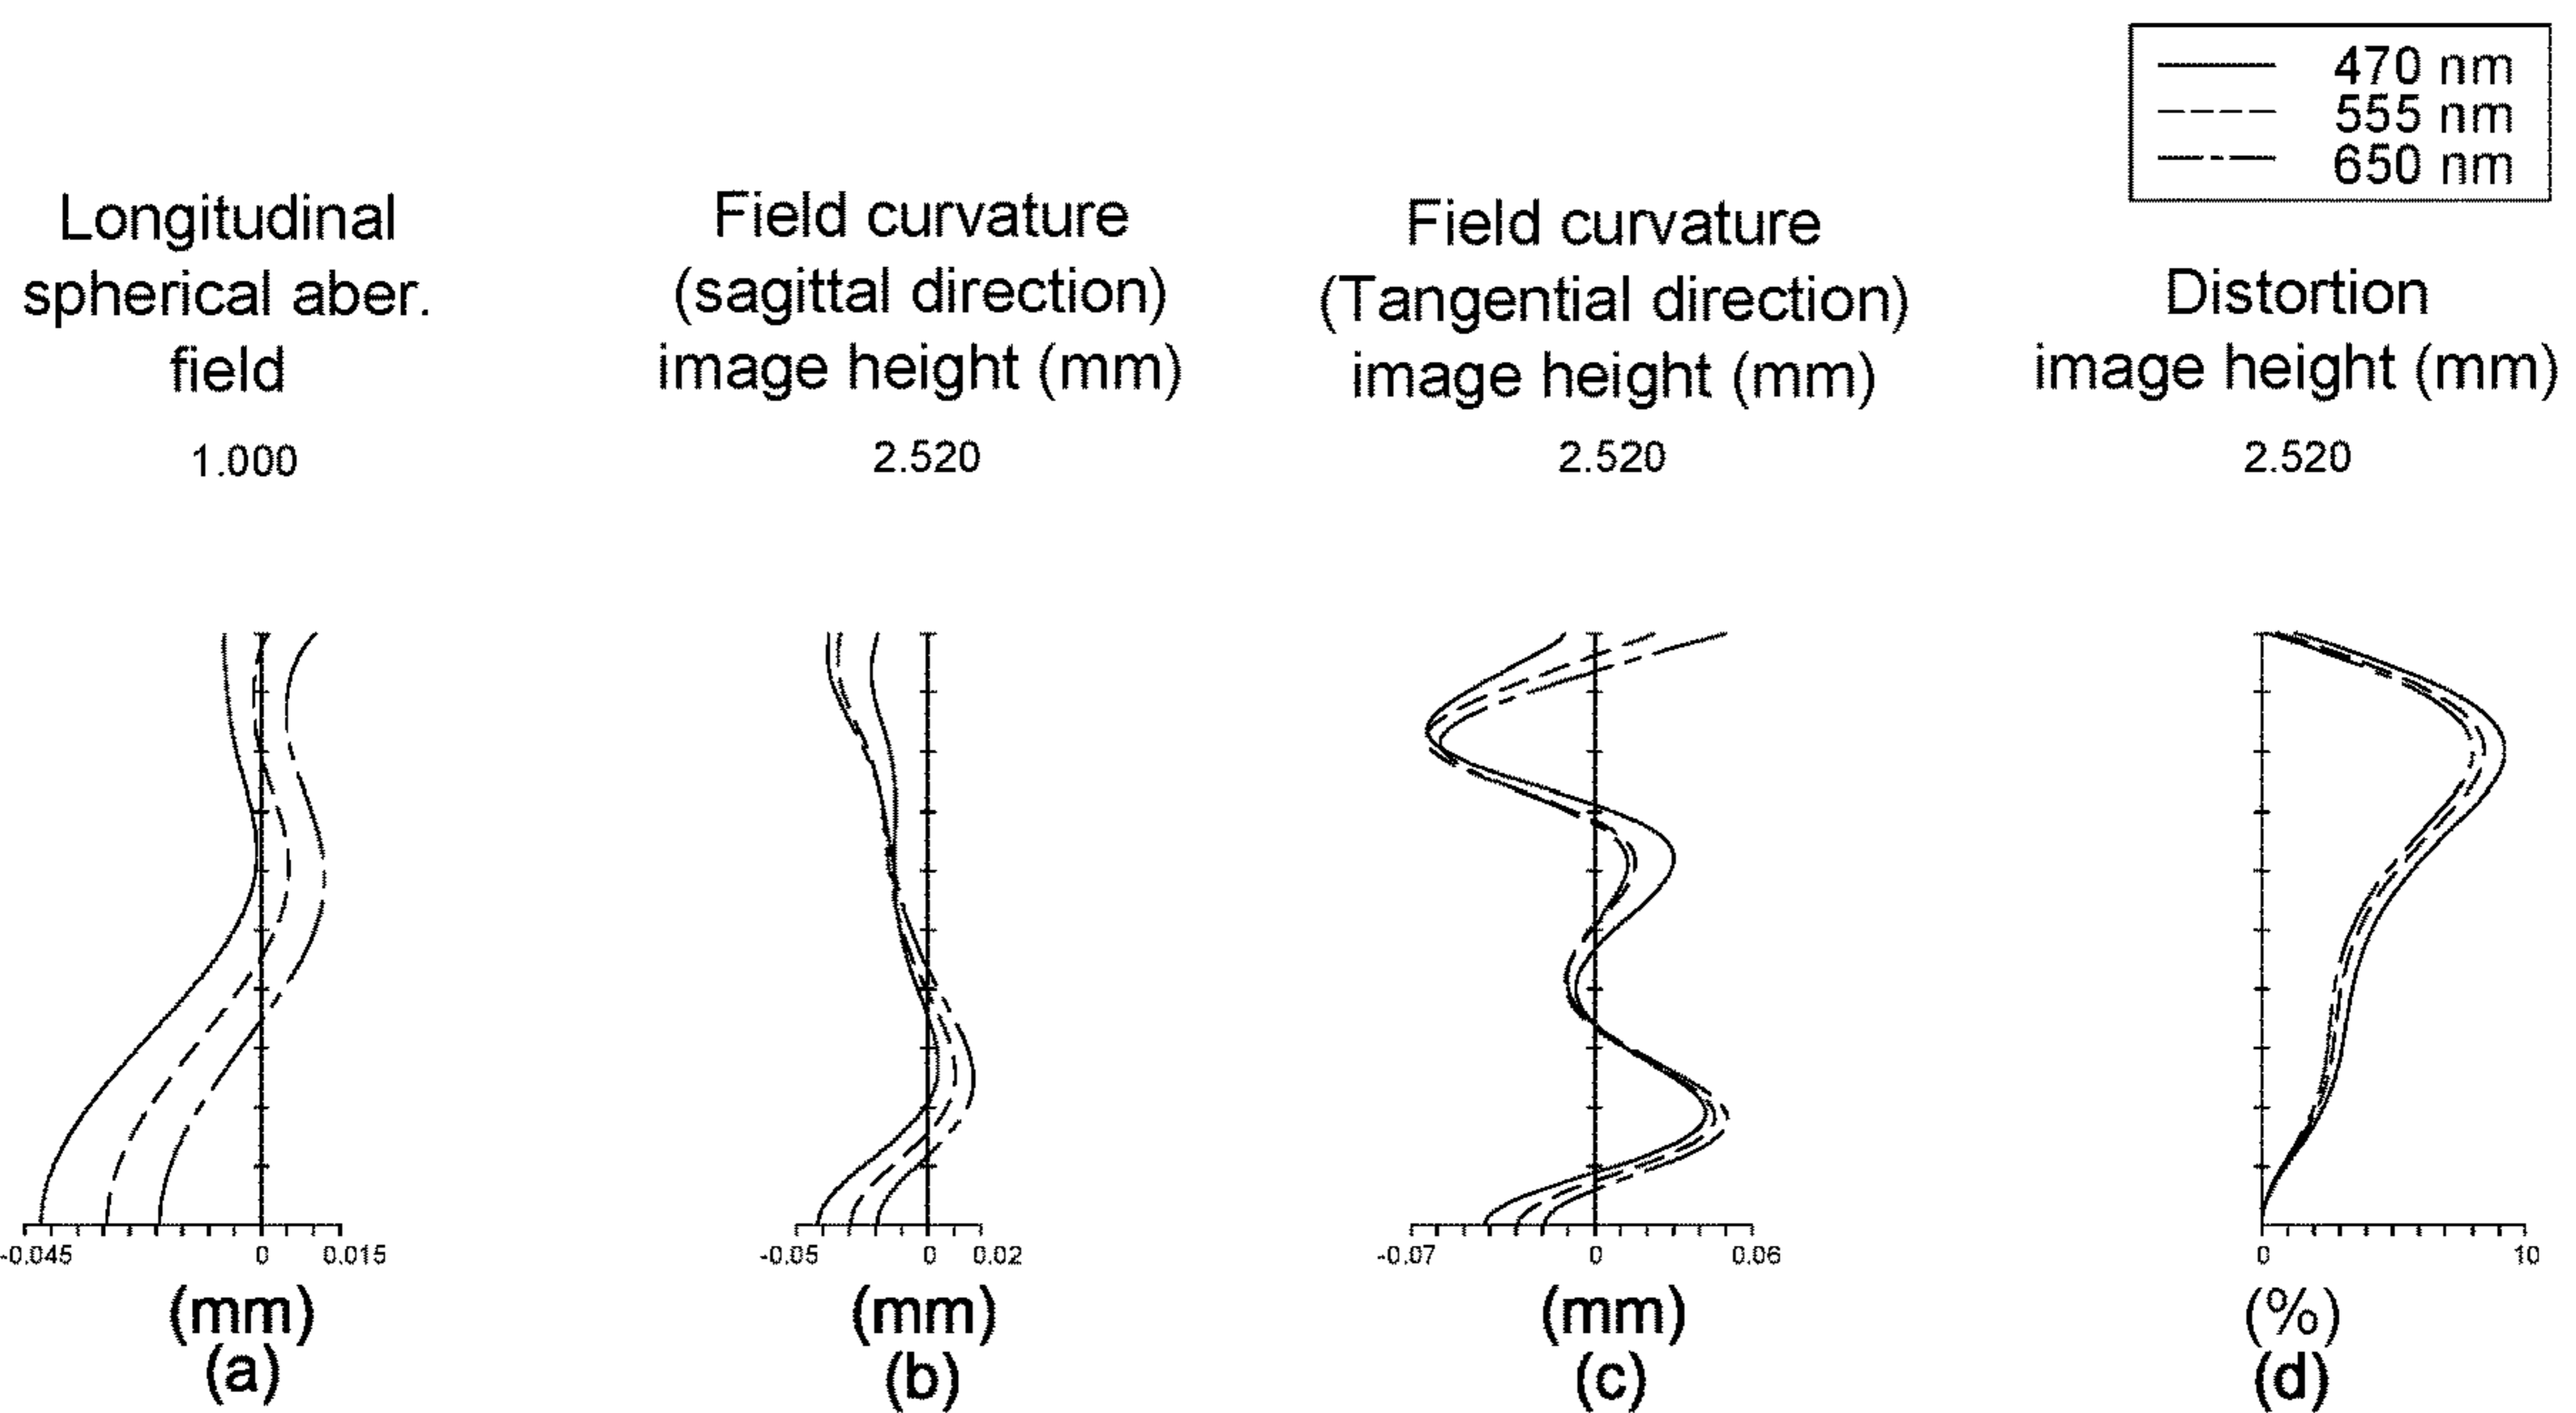 470 nm
555 nm
650 nm
Longitudinal
spherical aber.
field
1.000
Field curvature
(sagittal direction)
image height (mm)
2.520
Field curvature
(Tangential direction)
image height (mm)
2.520
Distortion
image height (mm)
2.520
-0.045 0 0.015
(mm)
(a)
-0.05 0 0.02
(mm)
(b)
-0.07 0 0.06
(mm)
(c)
0 10
(%)
(d)